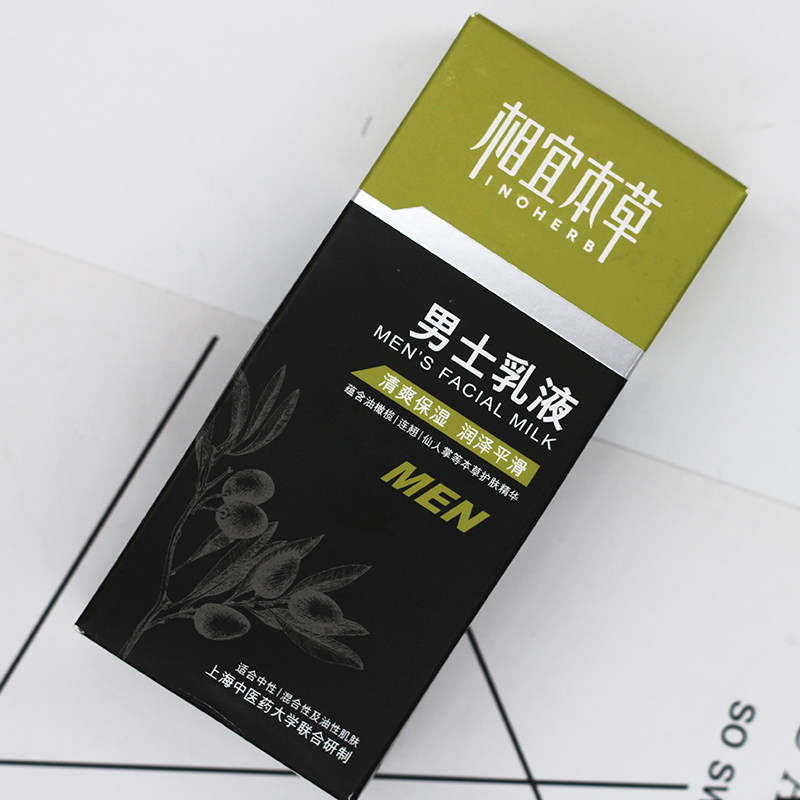 相宜本草
INOHERB
男士乳液
MEN'S FACIAL MILK
清爽保湿 润泽平滑
蕴含油橄榄|连翘|仙人掌等本草护肤精华
MEN
适合中性|混合性及油性肌肤
上海中医药大学联合研制
SO SW